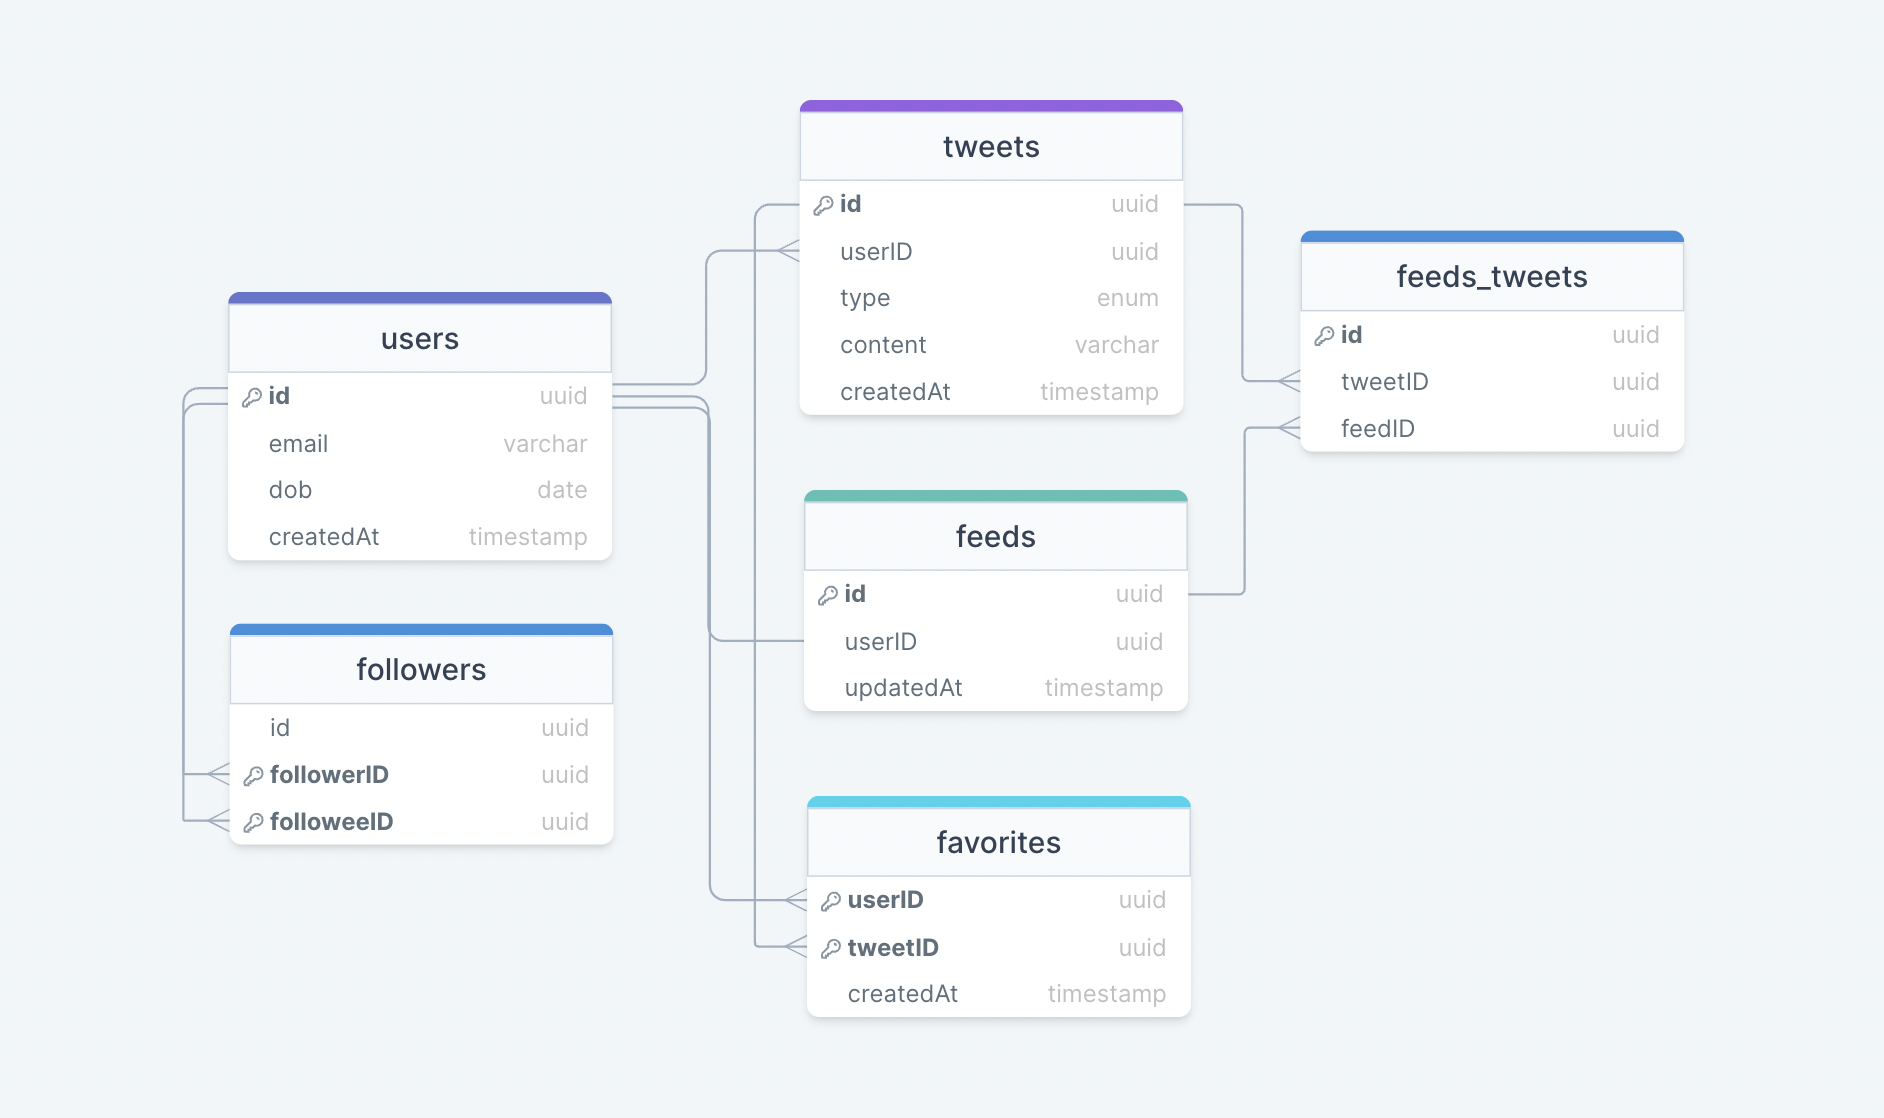 tweets
id uuid
userID uuid
type enum
content varchar
createdAt timestamp
feeds_tweets
id uuid
tweetID uuid
feedID uuid
users
id uuid
email varchar
dob date
createdAt timestamp
feeds
id uuid
userID uuid
updatedAt timestamp
followers
id uuid
followerID uuid
followeeID uuid
favorites
userID uuid
tweetID uuid
createdAt timestamp